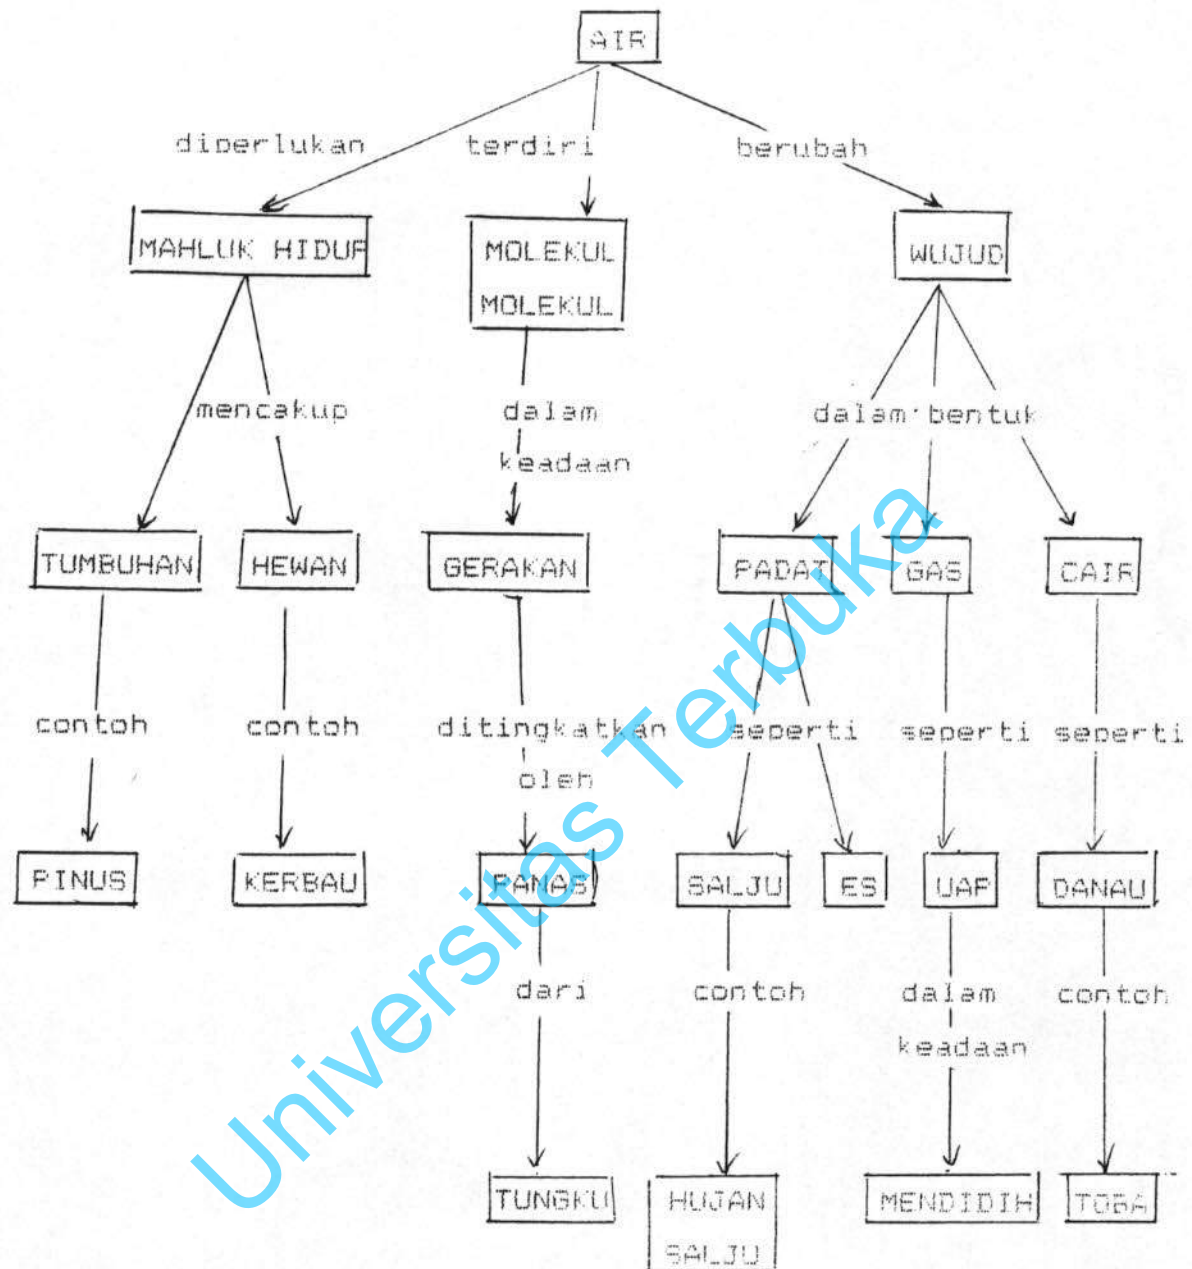 AIR
diperlukan terdiri berubah
MAHLUK HIDUP MOLEKUL WUJUD
MOLEKUL
mencakup dalam dalam bentuk
keadaan
TUMBUHAN HEWAN GERAKAN PADAT GAS CAIR
contoh contoh ditingkatkan seperti seperti seperti
oleh
PINUS KERBAU PANAS SALJU ES UAP DANAU
dari contoh dalam contoh
keadaan
TUNGKU HUJAN MENDIDIH TOBA
SALJU
Universitas Terbuka